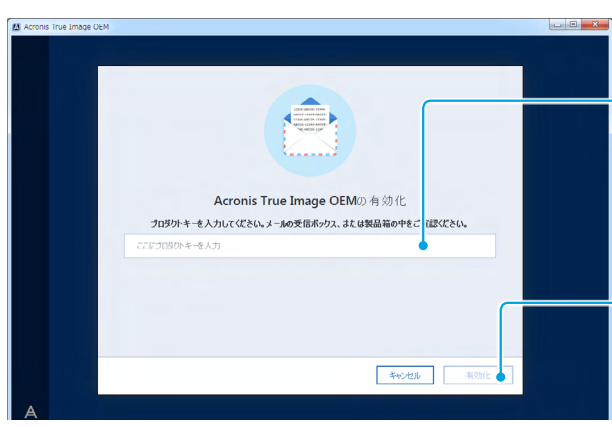 Acronis True Image OEM
Acronis True Image OEMの有効化
プロダクトキーを入力してください。メールの受信ボックス、または製品箱の中をご確認ください。
ここにプロダクトキーを入力
キャンセル
有効化